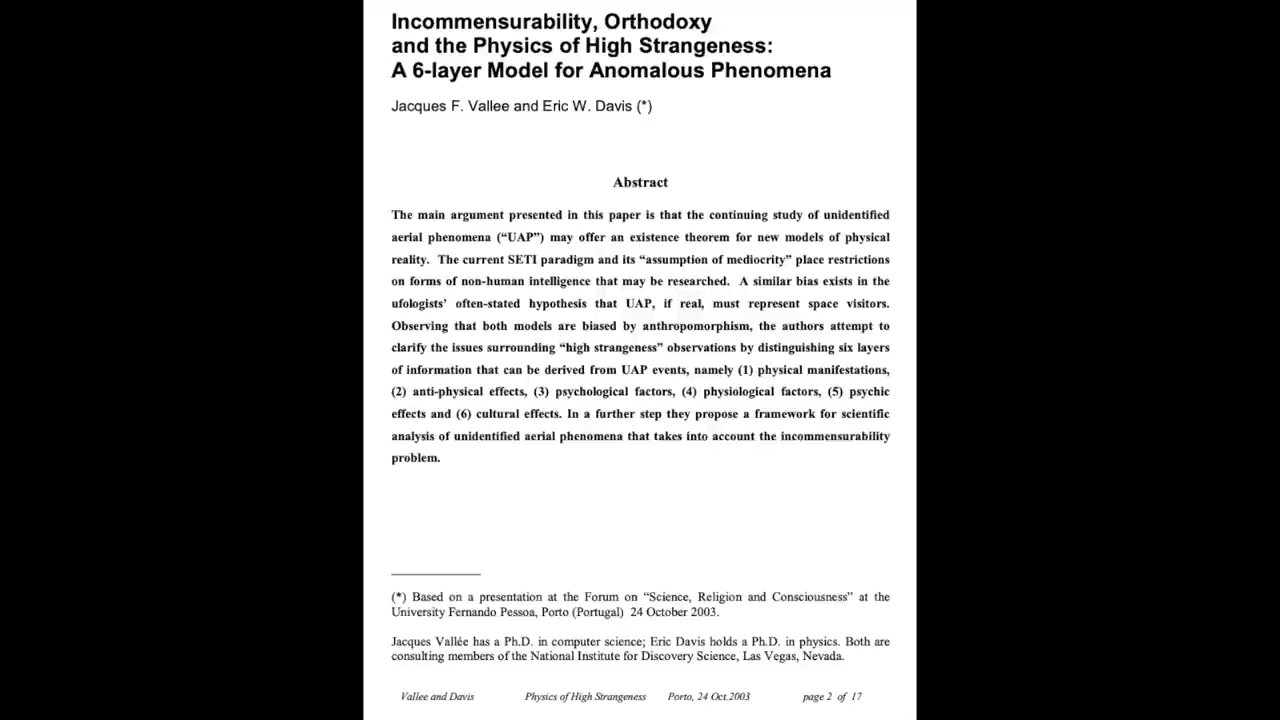 Incommensurability, Orthodoxy
and the Physics of High Strangeness:
A 6-layer Model for Anomalous Phenomena
Jacques F. Vallee and Eric W. Davis (*)
Abstract
The main argument presented in this paper is that the continuing study of unidentified
aerial phenomena (“UAP”) may offer an existence theorem for new models of physical
reality. The current SETI paradigm and its “assumption of mediocrity” place restrictions
on forms of non-human intelligence that may be researched. A similar bias exists in the
ufologists’ often-stated hypothesis that UAP, if real, must represent space visitors.
Observing that both models are biased by anthropomorphism, the authors attempt to
clarify the issues surrounding “high strangeness” observations by distinguishing six layers
of information that can be derived from UAP events, namely (1) physical manifestations,
(2) anti-physical effects, (3) psychological factors, (4) physiological factors, (5) psychic
effects and (6) cultural effects. In a further step they propose a framework for scientific
analysis of unidentified aerial phenomena that takes into account the incommensurability
problem.
(*) Based on a presentation at the Forum on “Science, Religion and Consciousness” at the
University Fernando Pessoa, Porto (Portugal) 24 October 2003.
Jacques Vallée has a Ph.D. in computer science; Eric Davis holds a Ph.D. in physics. Both are
consulting members of the National Institute for Discovery Science, Las Vegas, Nevada.
Vallee and Davis Physics of High Strangeness Porto, 24 Oct.2003 page 2 of 17